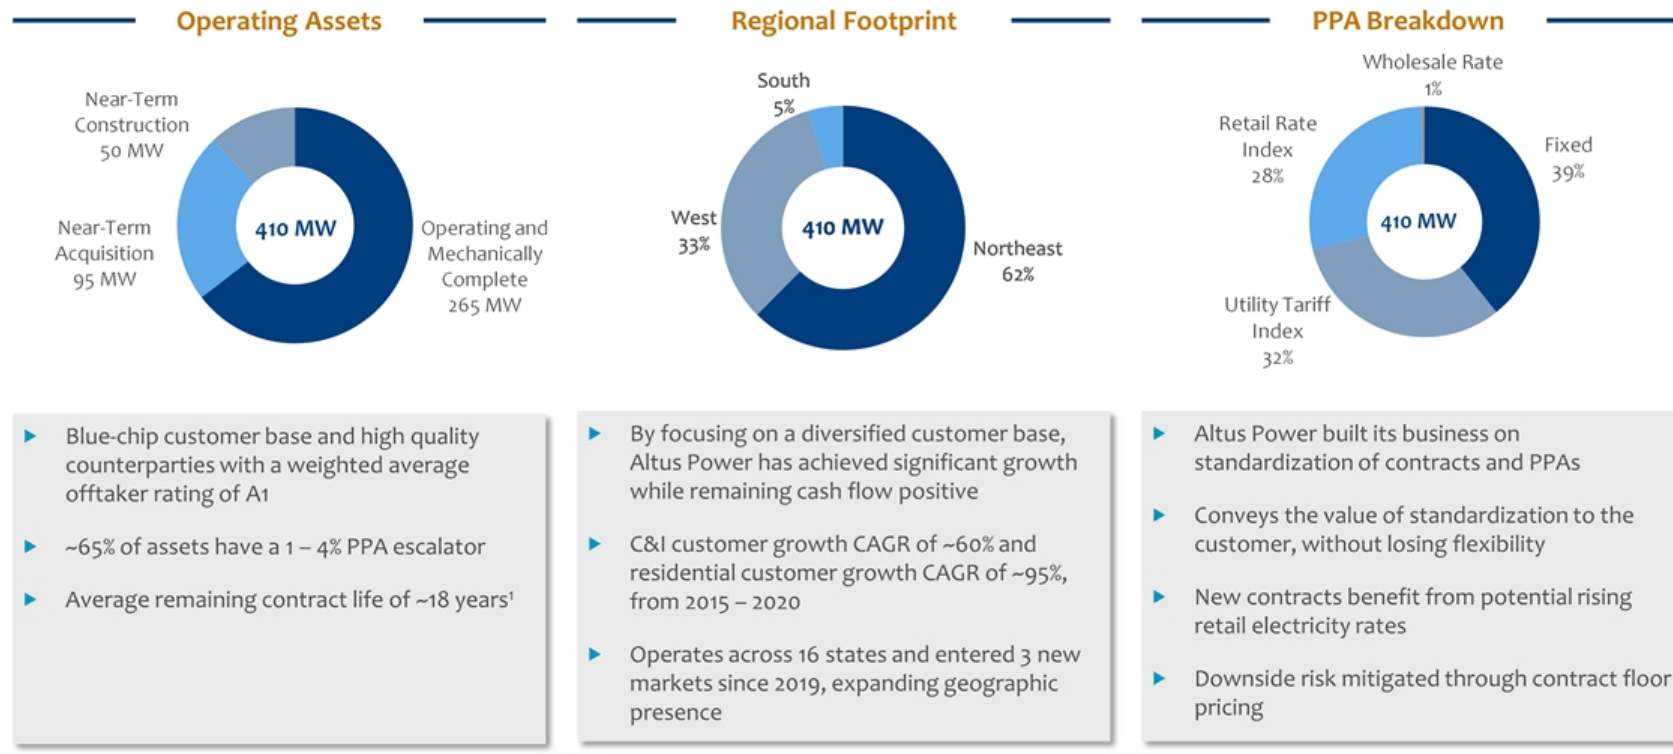 Operating Assets
Near-Term
Construction
50 MW
Near-Term
Acquisition
95 MW
410 MW
Operating and
Mechanically
Complete
265 MW
Blue-chip customer base and high quality
counterparties with a weighted average
offtaker rating of A1
~65% of assets have a 1 – 4% PPA escalator
Average remaining contract life of ~18 years¹
Regional Footprint
South
5%
West
33%
410 MW
Northeast
62%
By focusing on a diversified customer base,
Altus Power has achieved significant growth
while remaining cash flow positive
C&I customer growth CAGR of ~60% and
residential customer growth CAGR of ~95%,
from 2015 – 2020
Operates across 16 states and entered 3 new
markets since 2019, expanding geographic
presence
PPA Breakdown
Wholesale Rate
1%
Retail Rate
Index
28%
Fixed
39%
410 MW
Utility Tariff
Index
32%
Altus Power built its business on
standardization of contracts and PPAs
Conveys the value of standardization to the
customer, without losing flexibility
New contracts benefit from potential rising
retail electricity rates
Downside risk mitigated through contract floor
pricing